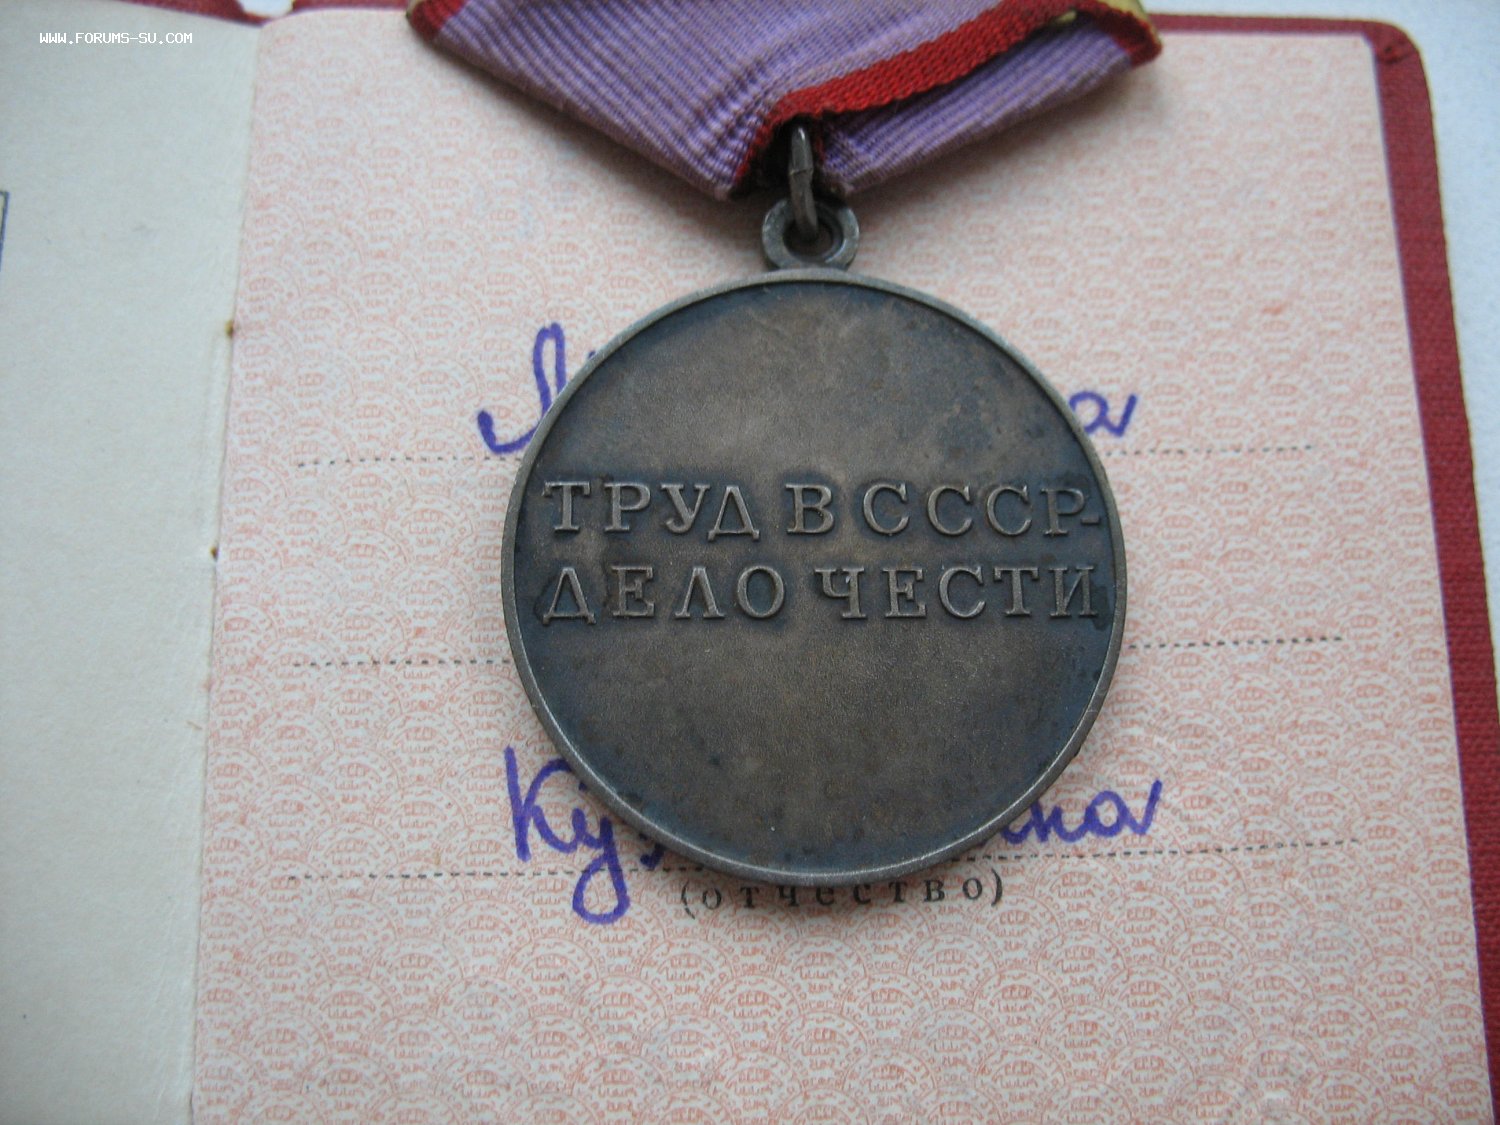 www.forums-su.com
ТРУД В СССР-
ДЕЛО ЧЕСТИ
(отчество)